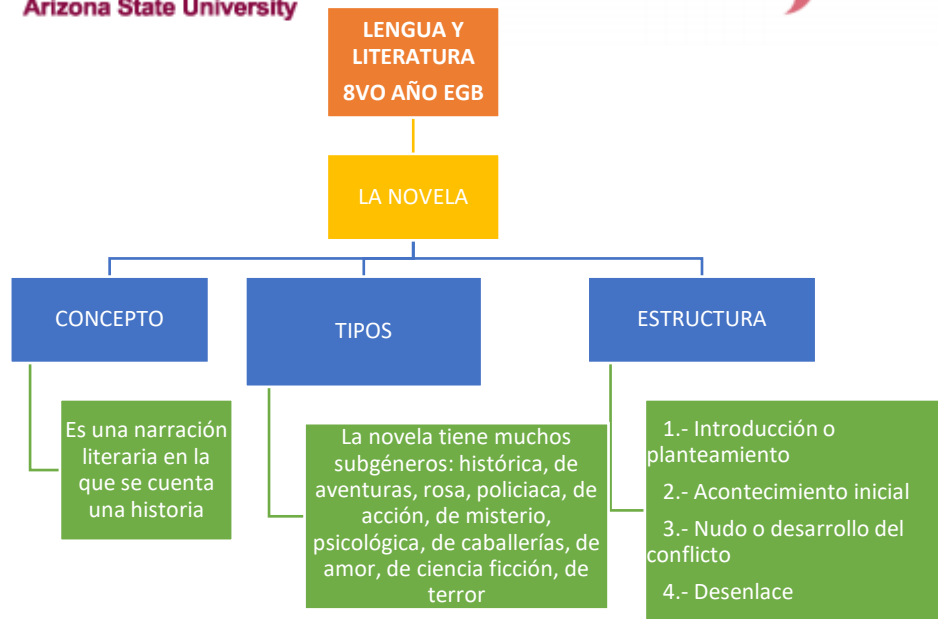 Arizona State University
LENGUA Y
LITERATURA
8VO AÑO EGB
LA NOVELA
CONCEPTO
TIPOS
ESTRUCTURA
Es una narración
literaria en la
que se cuenta
una historia
La novela tiene muchos
subgéneros: histórica, de
aventuras, rosa, policiaca, de
acción, de misterio,
psicológica, de caballerías, de
amor, de ciencia ficción, de
terror
1.- Introducción o
planteamiento
2.- Acontecimiento inicial
3.- Nudo o desarrollo del
conflicto
4.- Desenlace